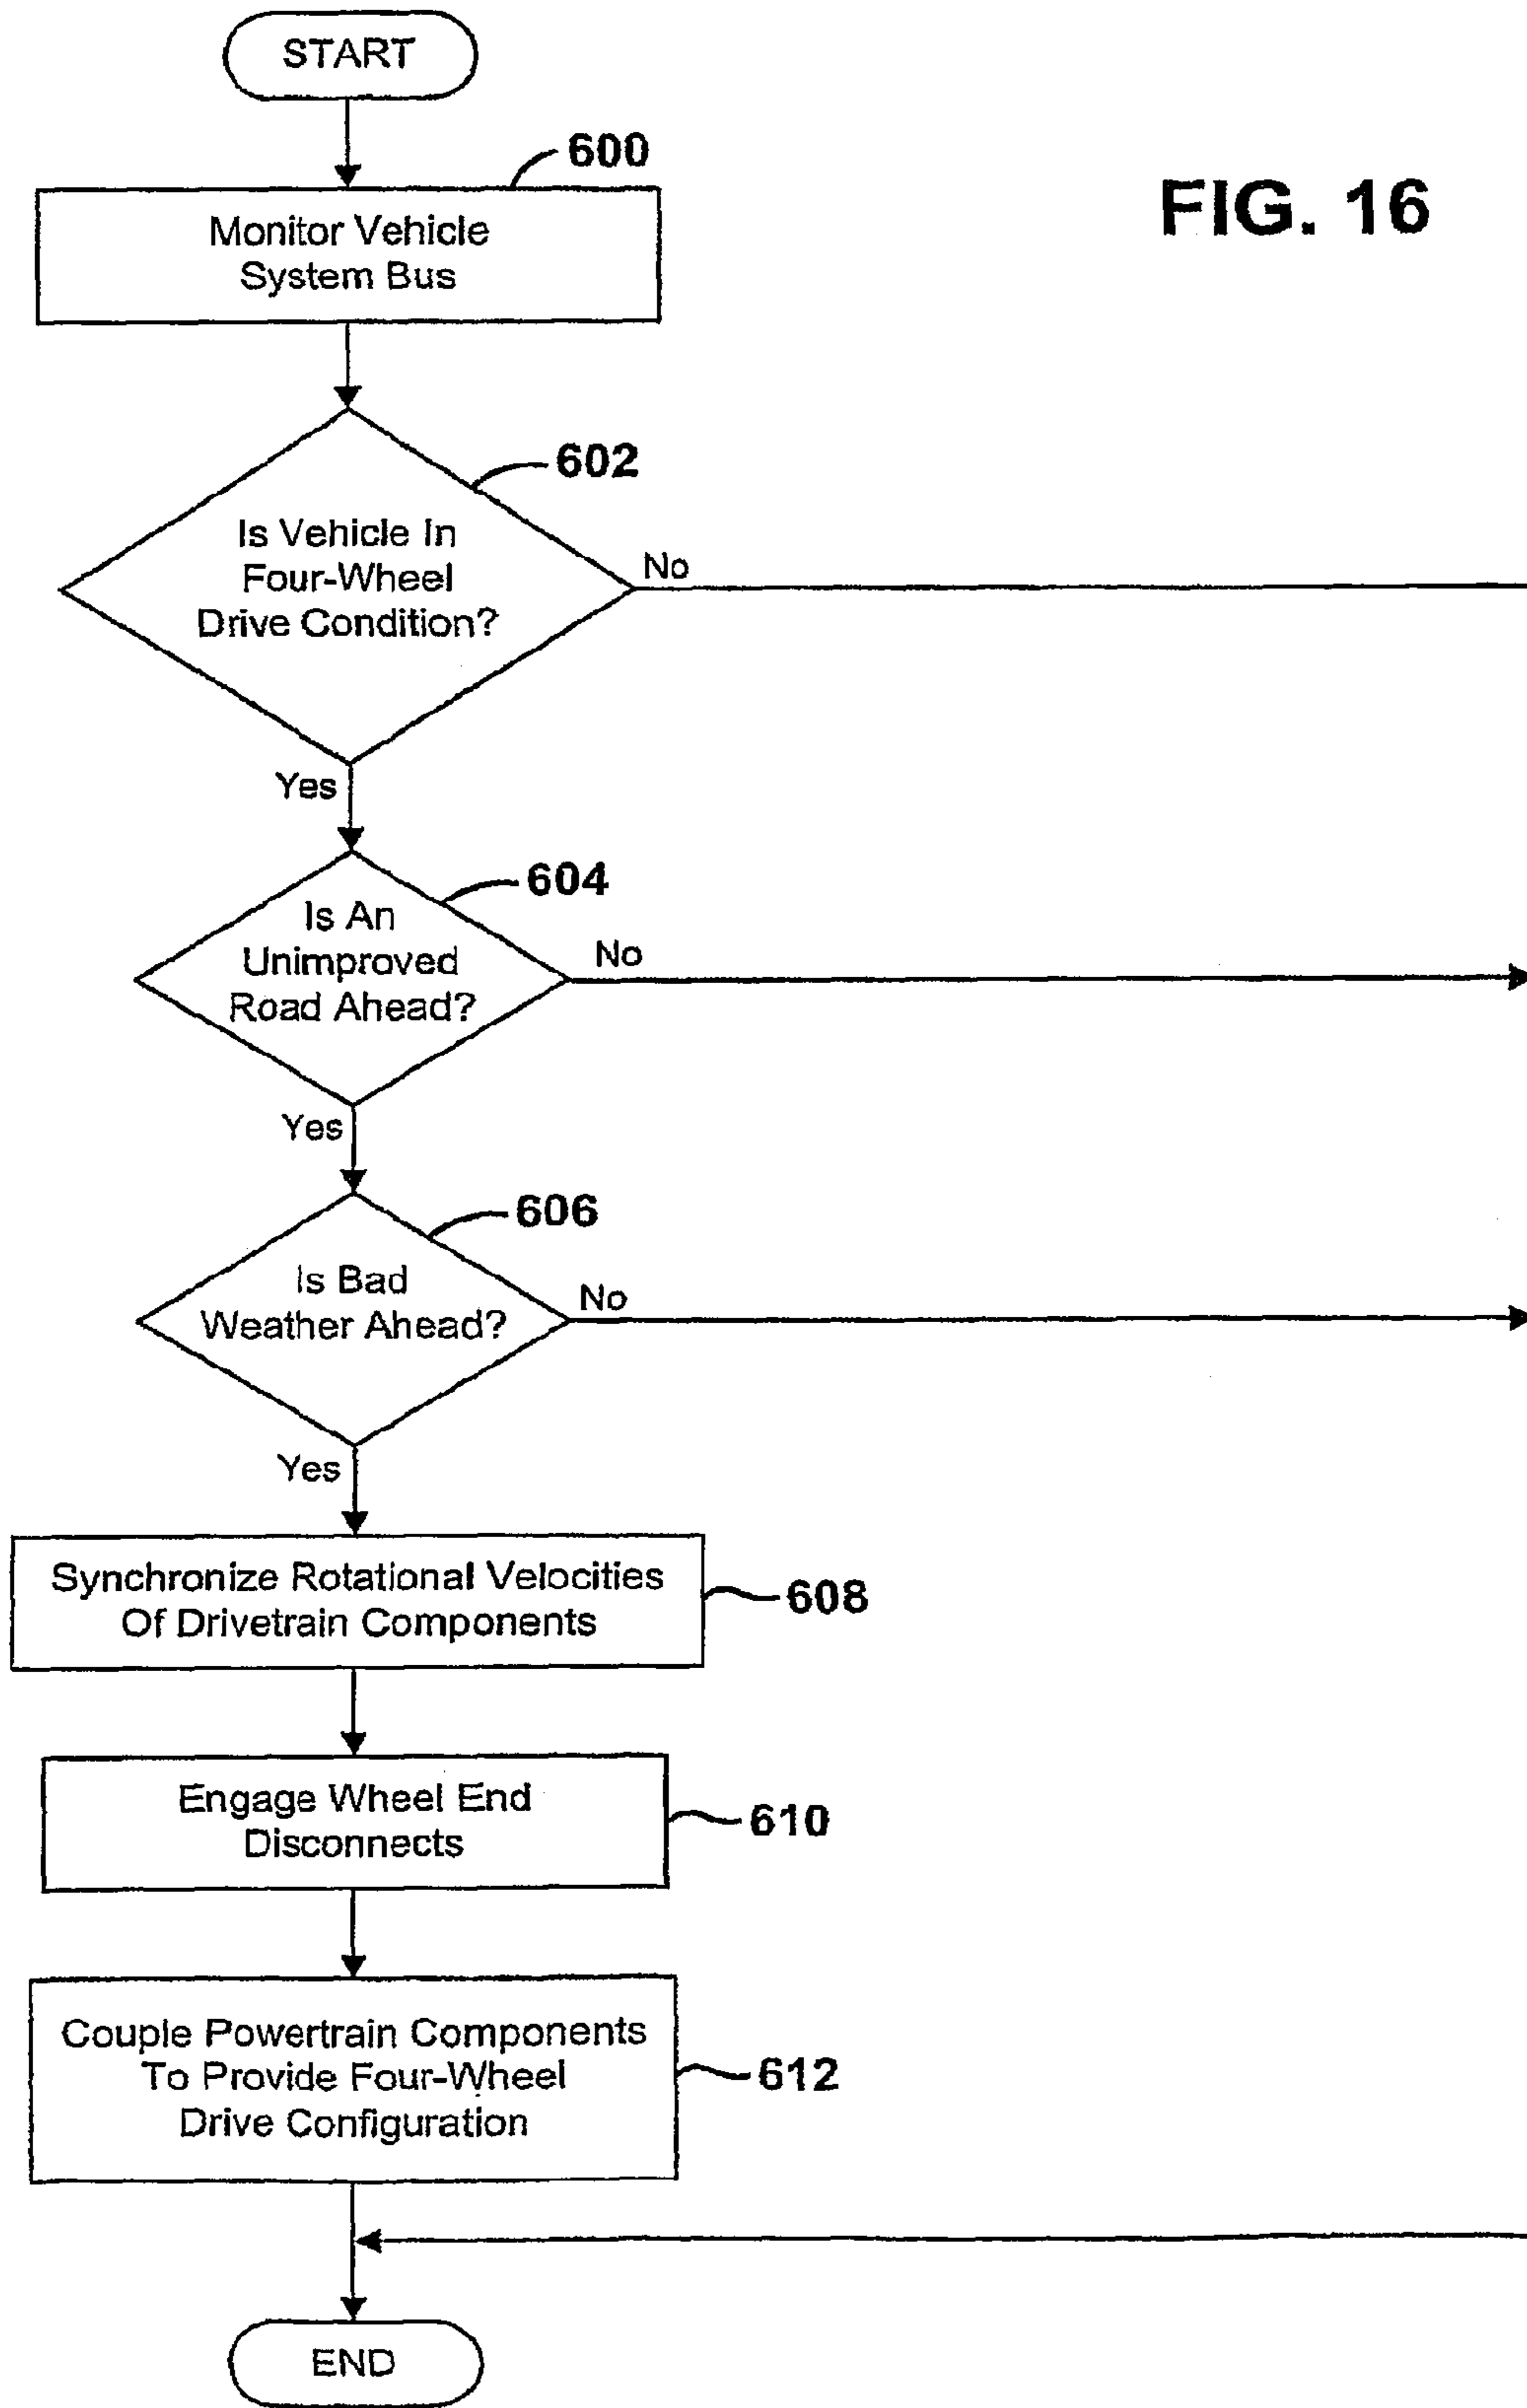 START
600
FIG. 16
Monitor Vehicle
System Bus
602
Is Vehicle In
Four-Wheel
Drive Condition?
No
Yes
604
Is An
Unimproved
Road Ahead?
No
Yes
606
Is Bad
Weather Ahead?
No
Yes
Synchronize Rotational Velocities
Of Drivetrain Components
608
Engage Wheel End
Disconnects
610
Couple Powertrain Components
To Provide Four-Wheel
Drive Configuration
612
END